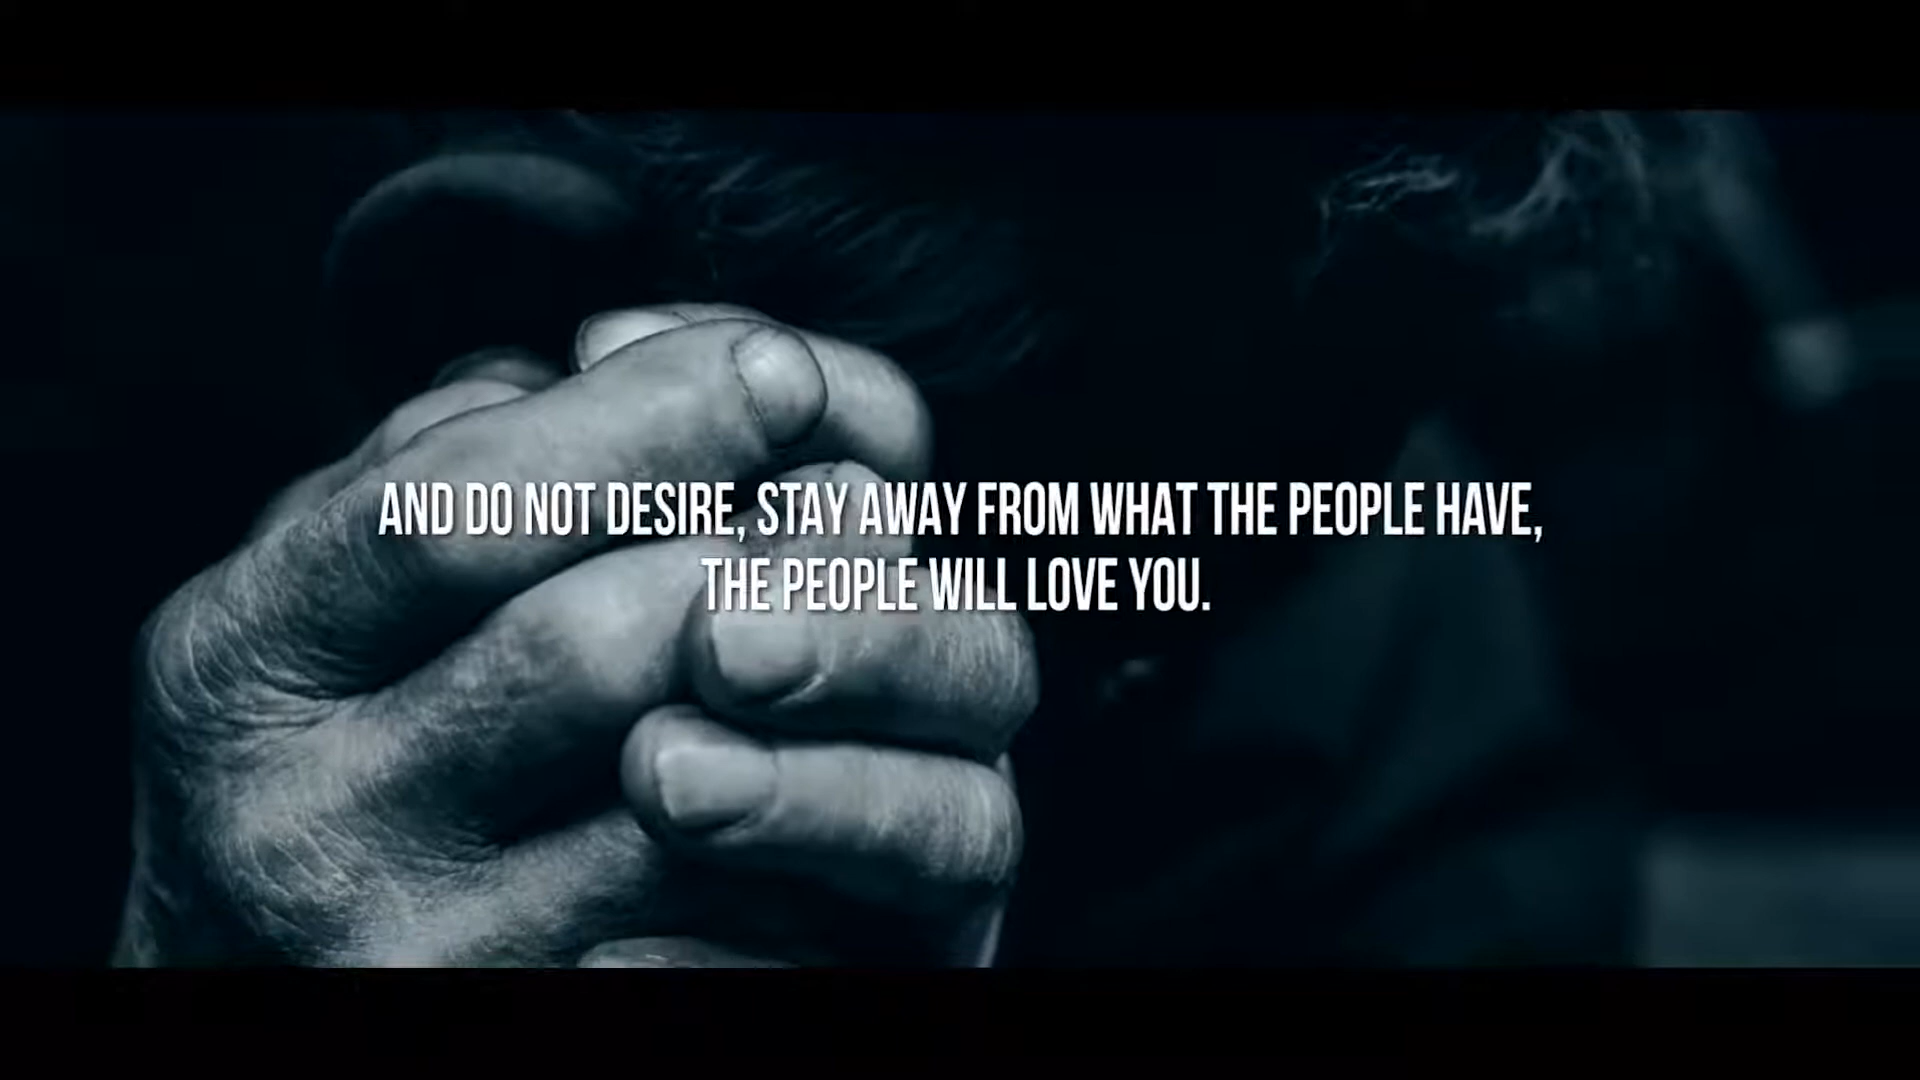 AND DO NOT DESIRE, STAY AWAY FROM WHAT THE PEOPLE HAVE,
THE PEOPLE WILL LOVE YOU.